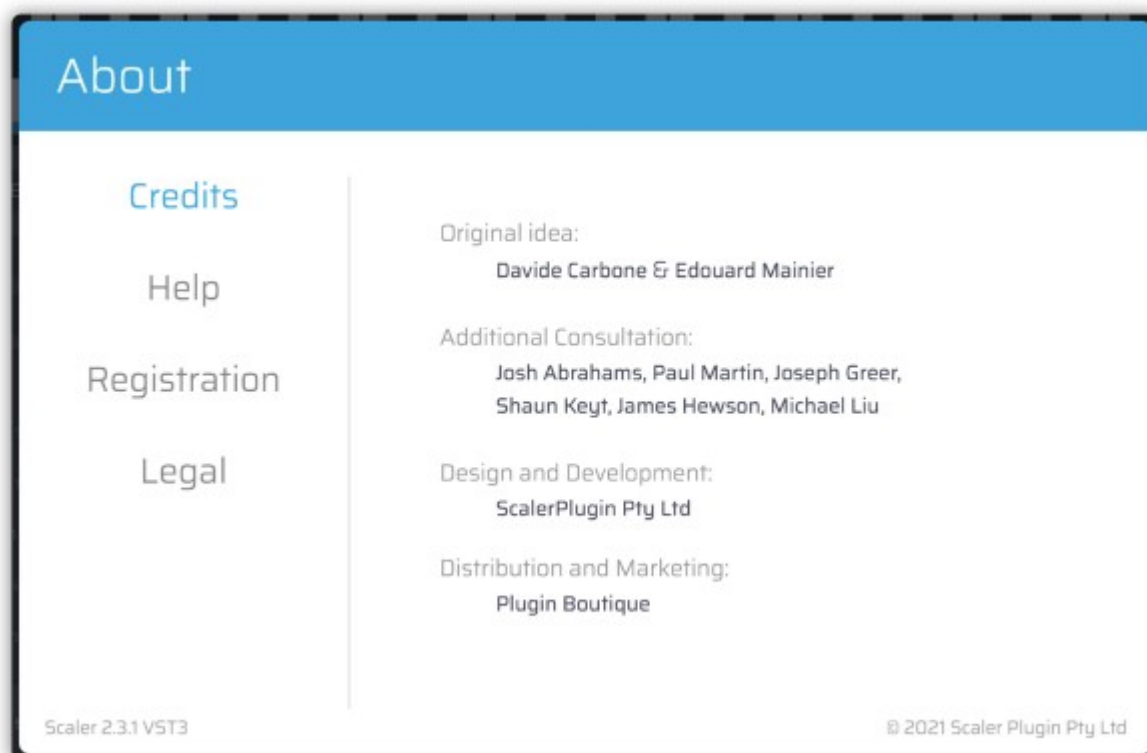 About
Credits
Help
Registration
Legal
Original idea:
Davide Carbone & Edouard Mainier
Additional Consultation:
Josh Abrahams, Paul Martin, Joseph Greer,
Shaun Keyt, James Hewson, Michael Liu
Design and Development:
ScalerPlugin Pty Ltd
Distribution and Marketing:
Plugin Boutique
Scaler 2.3.1 VST3
© 2021 Scaler Plugin Pty Ltd